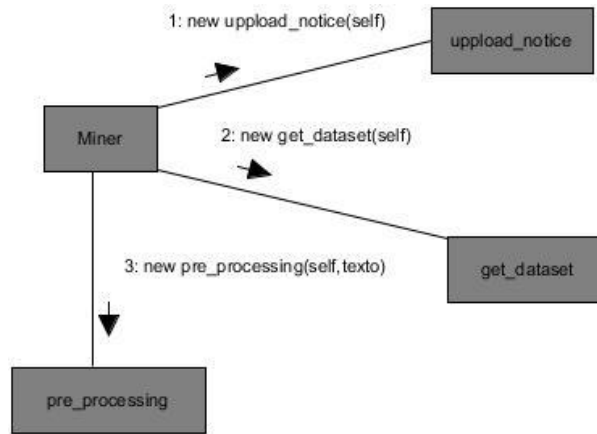 1: new uppload_notice(self)
uppload_notice
Miner
2: new get_dataset(self)
get_dataset
3: new pre_processing(self,texto)
pre_processing